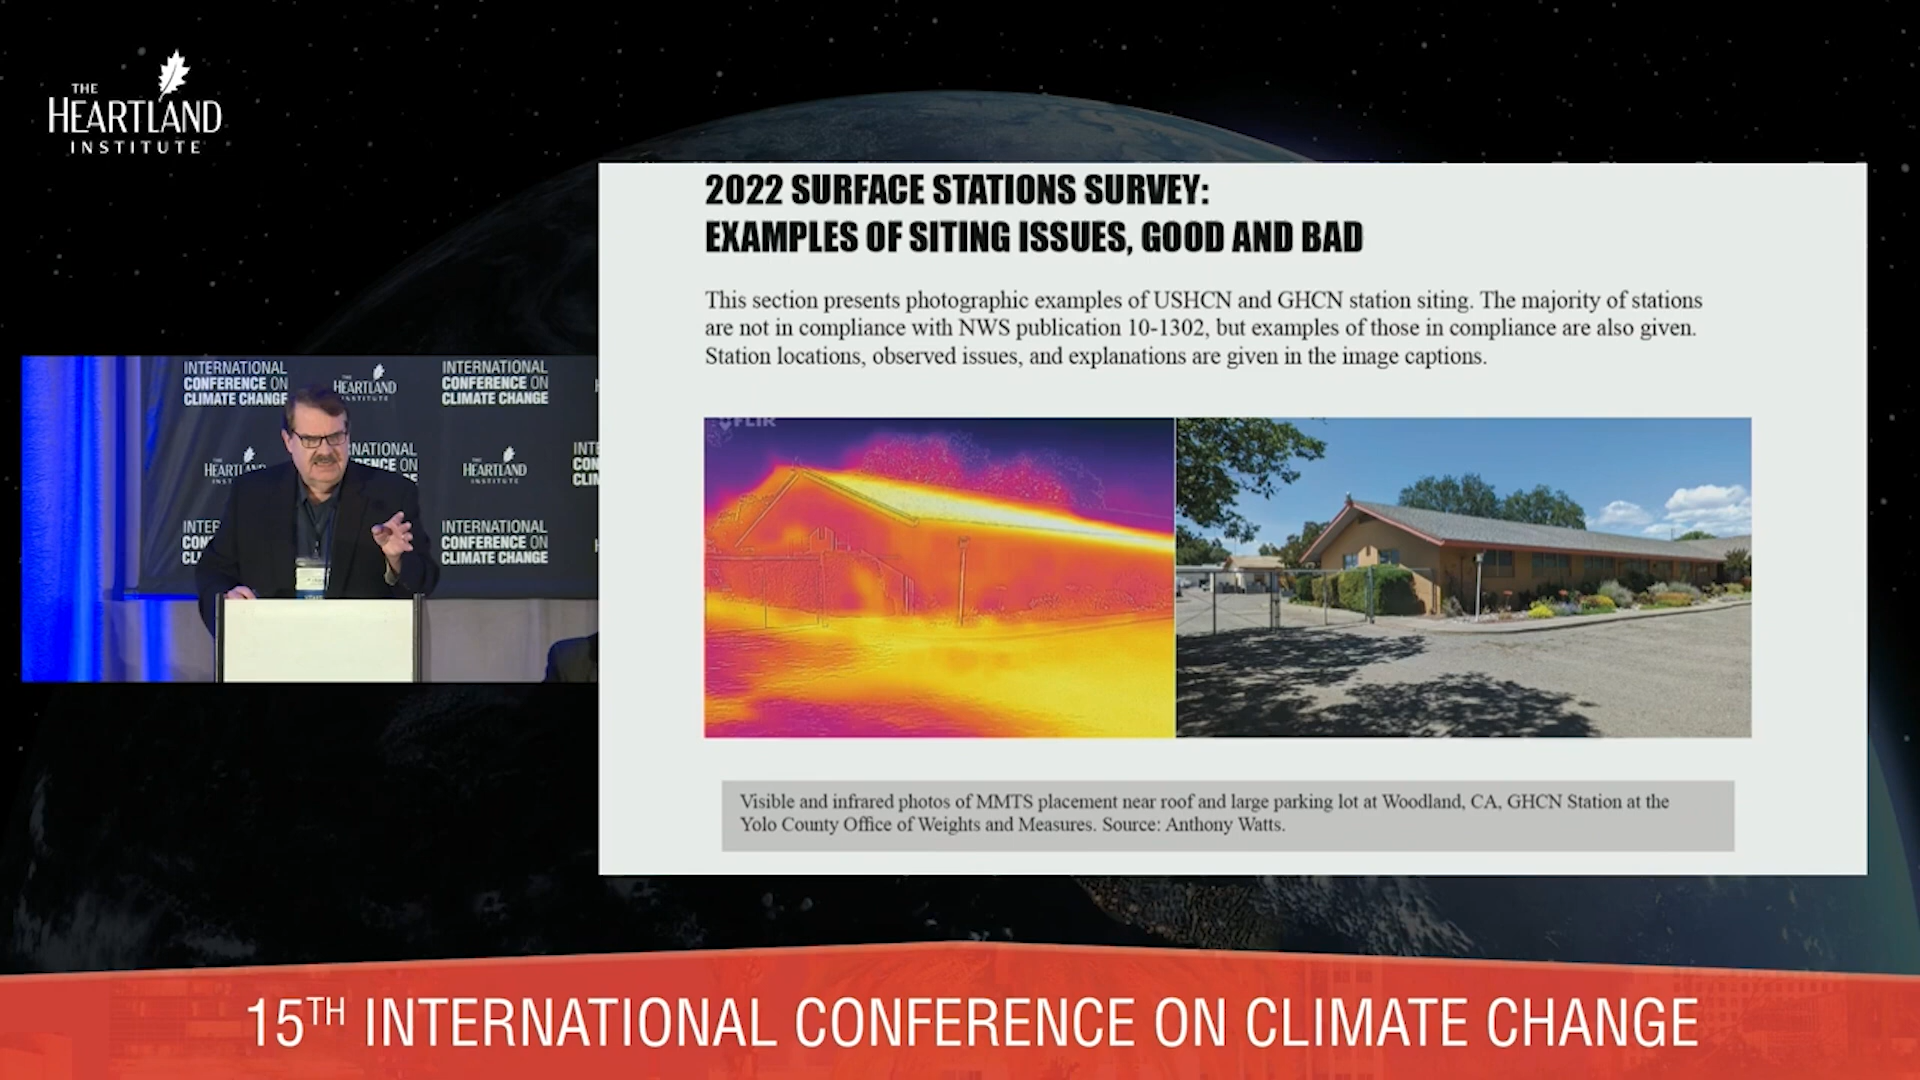 THE
HEARTLAND
INSTITUTE
2022 SURFACE STATIONS SURVEY:
EXAMPLES OF SITING ISSUES, GOOD AND BAD
This section presents photographic examples of USHCN and GHCN station siting. The majority of stations
are not in compliance with NWS publication 10-1302, but examples of those in compliance are also given.
Station locations, observed issues, and explanations are given in the image captions.
FLIR
Visible and infrared photos of MMTS placement near roof and large parking lot at Woodland, CA, GHCN Station at the
Yolo County Office of Weights and Measures. Source: Anthony Watts.
INTERNATIONAL
CONFERENCE ON
CLIMATE CHANGE
HEARTLAND
INSTITUTE
INTERNATIONAL
CONFERENCE ON
CLIMATE CHANGE
THE
HEARTLAND
INSTITUTE
INTERNATIONAL
CONFERENCE ON
CLIMATE CHANGE
15TH INTERNATIONAL CONFERENCE ON CLIMATE CHANGE